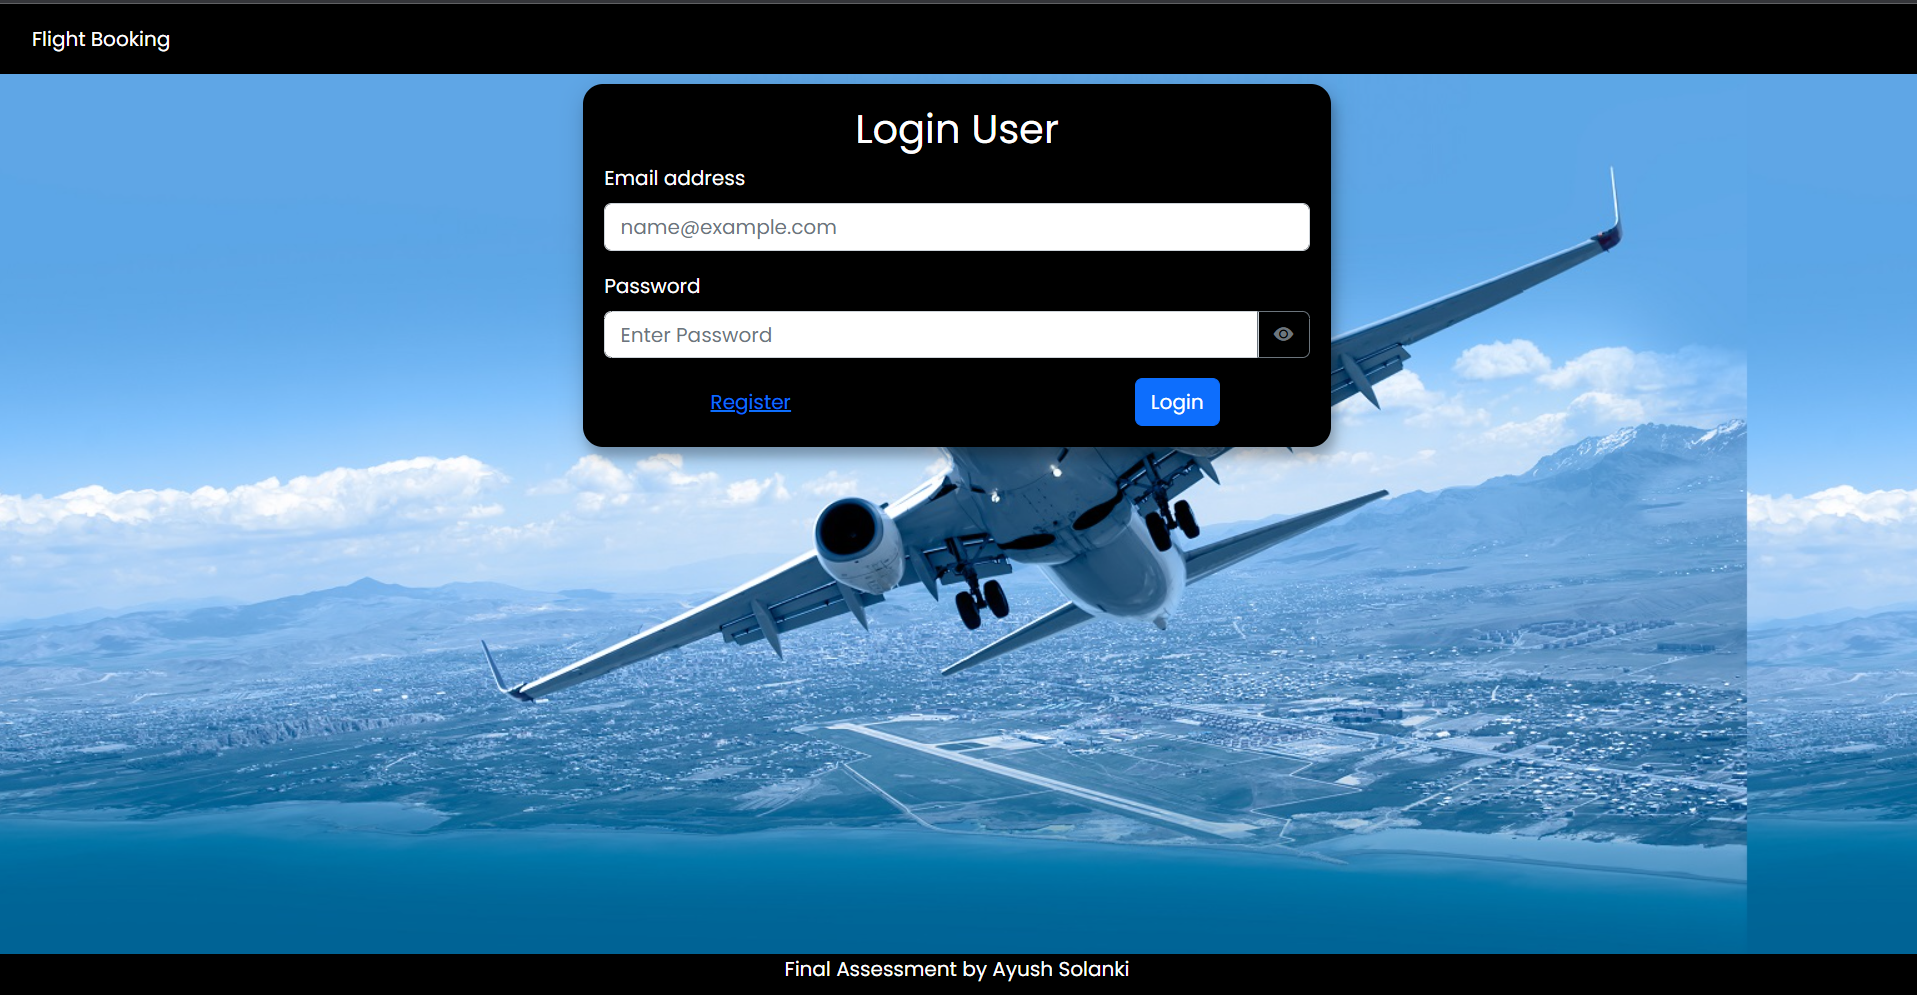 Flight Booking
Login User
Email address
name@example.com
Password
Enter Password
Register Login
Final Assessment by Ayush Solanki